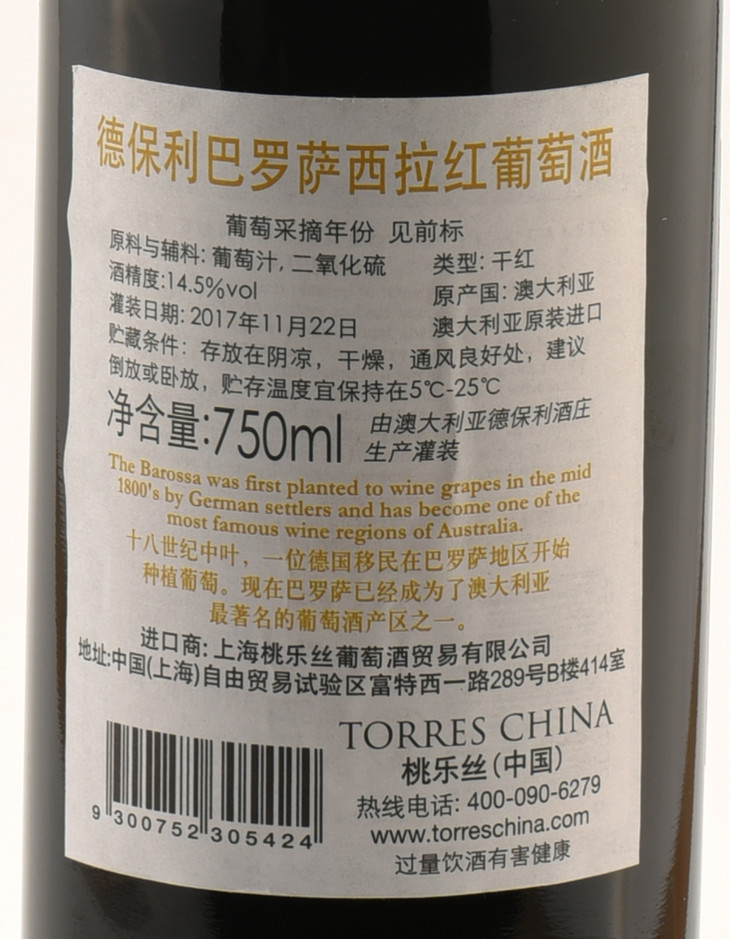 德保利巴罗萨西拉红葡萄酒
葡萄采摘年份 见前标
原料与辅料: 葡萄汁, 二氧化硫 类型: 干红
酒精度:14.5%vol 原产国: 澳大利亚
灌装日期: 2017年11月22日 澳大利亚原装进口
贮藏条件: 存放在阴凉，干燥，通风良好处，建议
倒放或卧放，贮存温度宜保持在5℃-25℃
净含量:750ml
由澳大利亚德保利酒庄
生产灌装
The Barossa was first planted to wine grapes in the mid
1800's by German settlers and has become one of the
most famous wine regions of Australia.
十八世纪中叶，一位德国移民在巴罗萨地区开始
种植葡萄。现在巴罗萨已经成为了澳大利亚
最著名的葡萄酒产区之一。
进口商: 上海桃乐丝葡萄酒贸易有限公司
地址:中国(上海)自由贸易试验区富特西一路289号B楼414室
TORRES CHINA
桃乐丝(中国)
热线电话: 400-090-6279
www.torreschina.com
过量饮酒有害健康
9 300752 305424